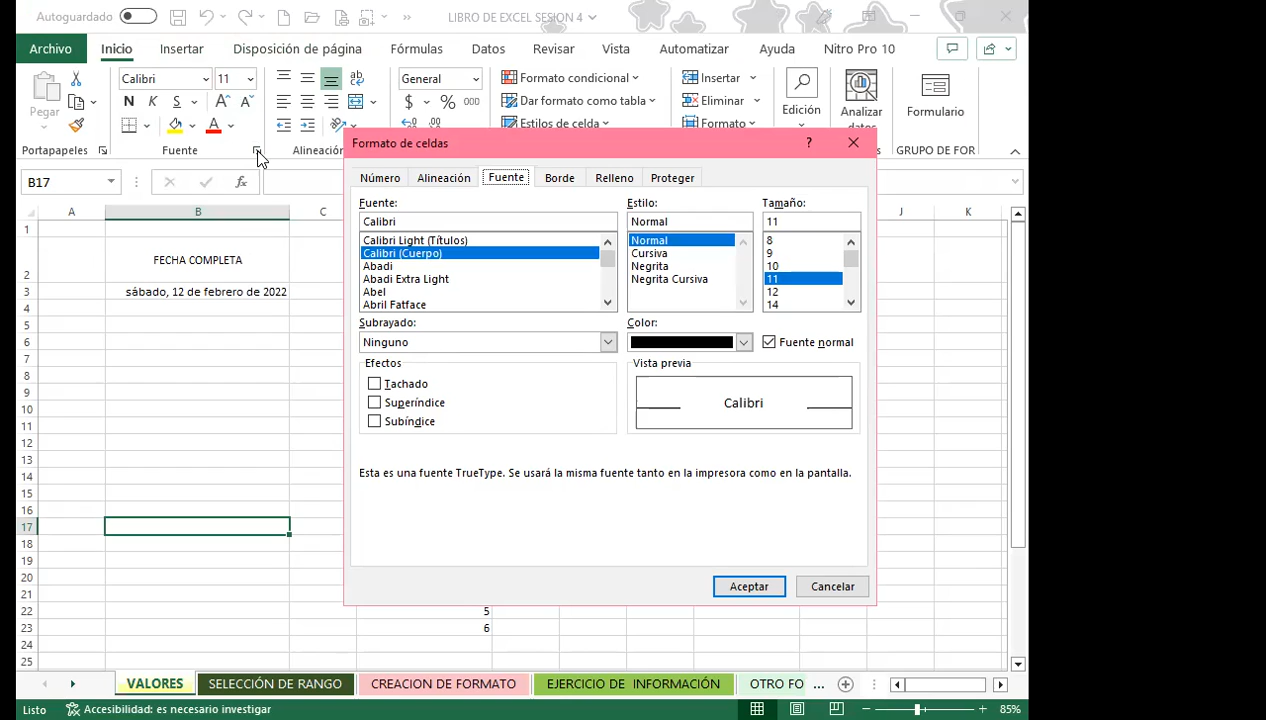 Autoguardado LIBRO DE EXCEL SESION 4
Archivo Inicio Insertar Disposición de página Fórmulas Datos Revisar Vista Automatizar Ayuda Nitro Pro 10
Pegar Calibri 11 General Formato condicional Insertar
N K S $ % 000 Dar formato como tabla Eliminar Edición Analizar datos Formulario
Estilos de celda Formato
Portapapeles Fuente Alineación GRUPO DE FOR
B17 fx
A B C J K
1
2 FECHA COMPLETA
3 sábado, 12 de febrero de 2022
4
5
6
7
8
9
10
11
12
13
14
15
16
17
18
19
20
21
22 5
23 6
24
25
Formato de celdas ?
Número Alineación Fuente Borde Relleno Proteger
Fuente: Estilo: Tamaño:
Calibri Normal 11
Calibri Light (Títulos) Normal 8
Calibri (Cuerpo) Cursiva 9
Abadi Negrita 10
Abadi Extra Light Negrita Cursiva 11
Abel 12
Abril Fatface 14
Subrayado: Color:
Ninguno Fuente normal
Efectos Vista previa
Tachado
Superíndice Calibri
Subíndice
Esta es una fuente TrueType. Se usará la misma fuente tanto en la impresora como en la pantalla.
Aceptar Cancelar
VALORES SELECCIÓN DE RANGO CREACION DE FORMATO EJERCICIO DE INFORMACIÓN OTRO FO ...
Listo Accesibilidad: es necesario investigar 85%